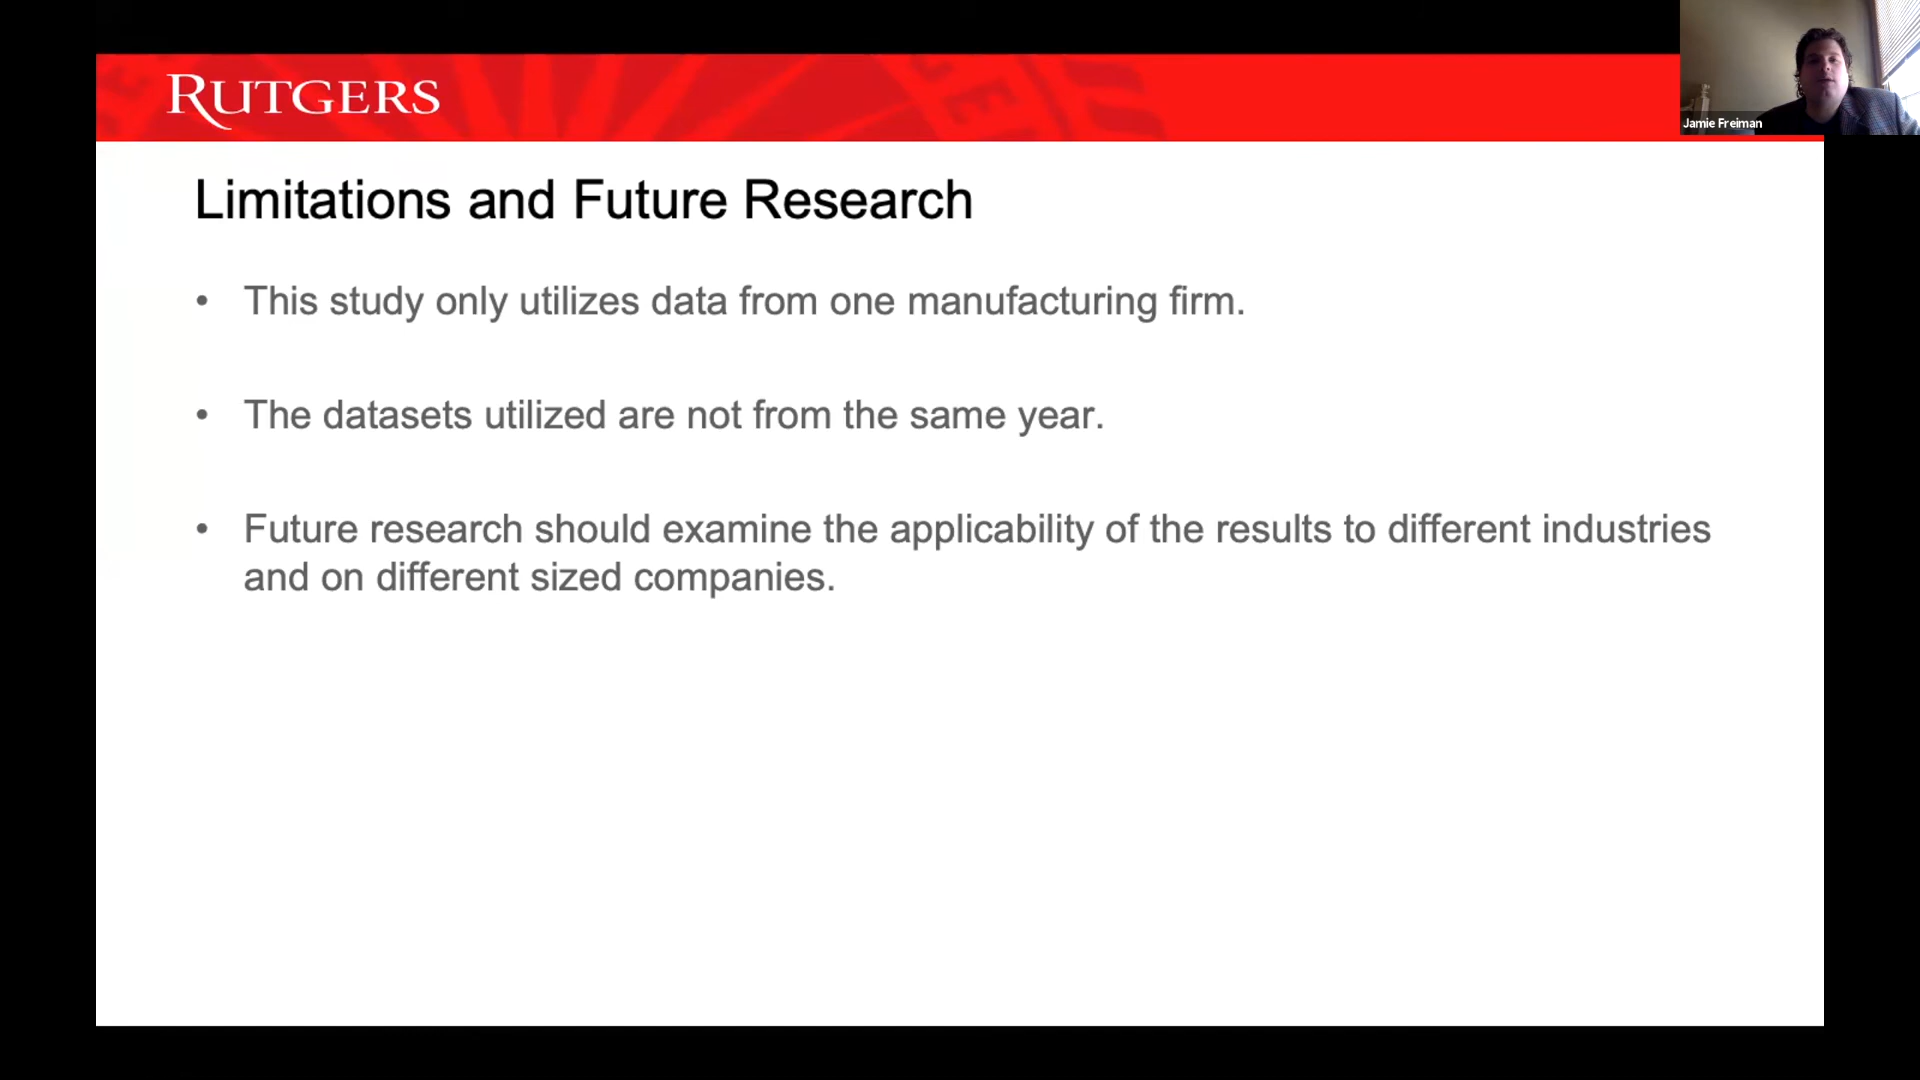 RUTGERS
Jamie Freiman
Limitations and Future Research
• This study only utilizes data from one manufacturing firm.
• The datasets utilized are not from the same year.
• Future research should examine the applicability of the results to different industries
and on different sized companies.